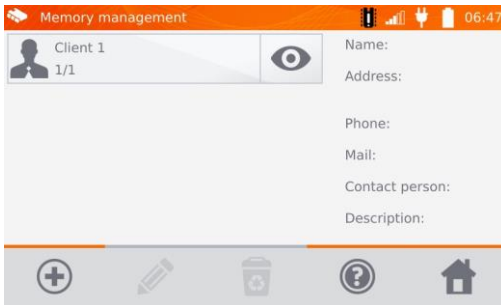 Memory management
06:47
Client 1
1/1
Name:
Address:
Phone:
Mail:
Contact person:
Description: